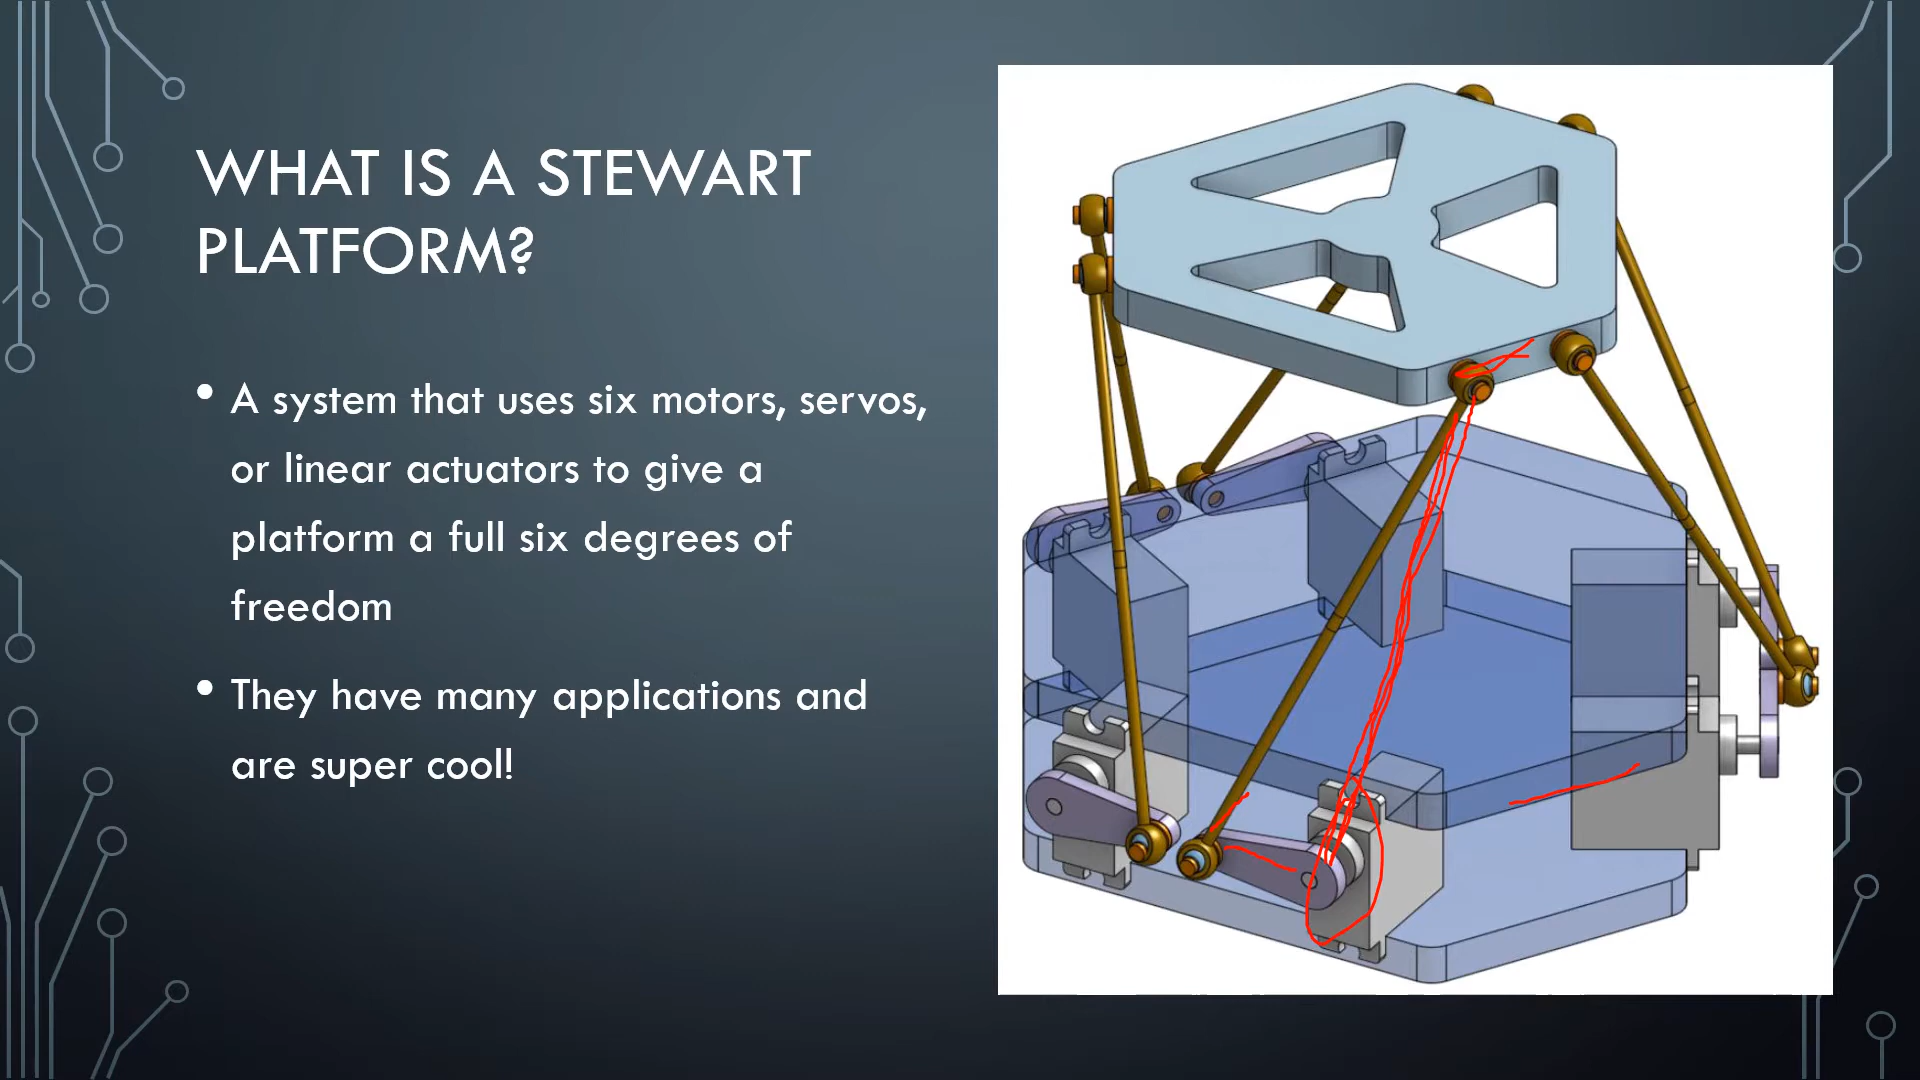 WHAT IS A STEWART
PLATFORM?
• A system that uses six motors, servos,
or linear actuators to give a
platform a full six degrees of
freedom
• They have many applications and
are super cool!